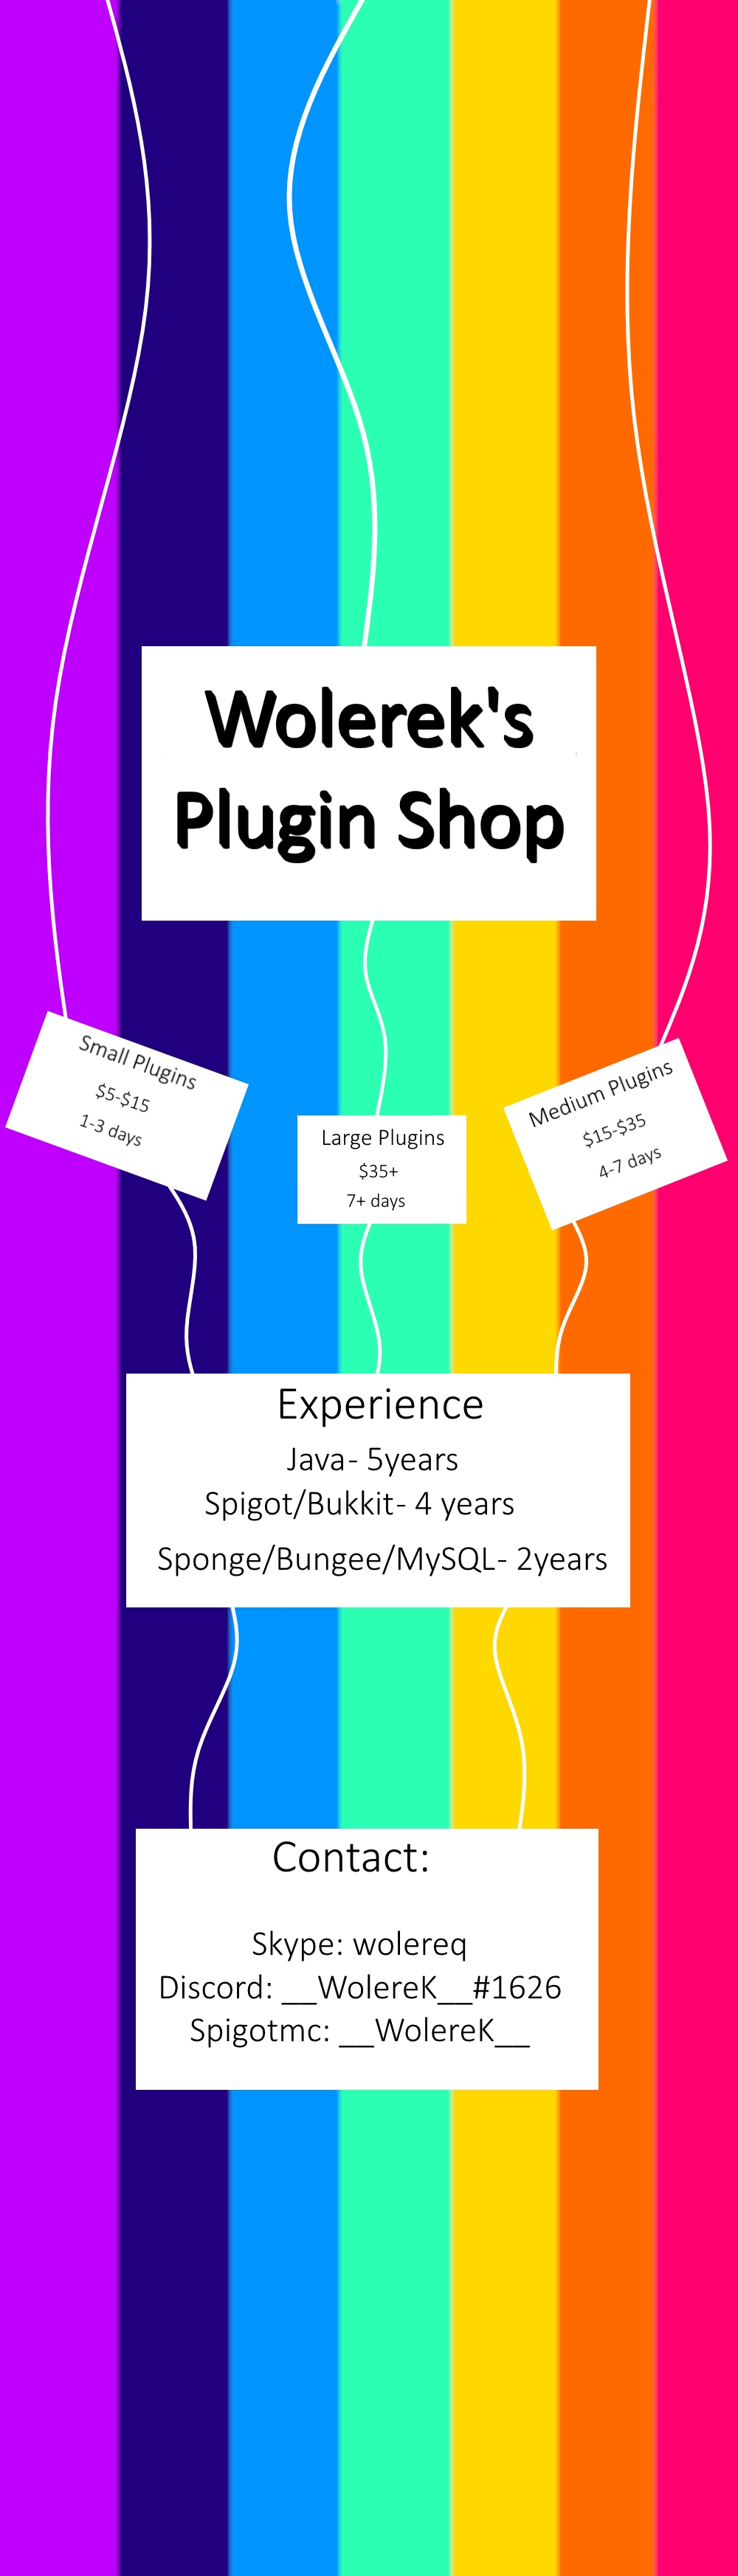 Wolerek's
Plugin Shop
Small Plugins
$5-$15
1-3 days
Large Plugins
$35+
7+ days
Medium Plugins
$15-$35
4-7 days
Experience
Java- 5years
Spigot/Bukkit- 4 years
Sponge/Bungee/MySQL- 2years
Contact:
Skype: wolereq
Discord: __WolereK__#1626
Spigotmc: __WolereK__